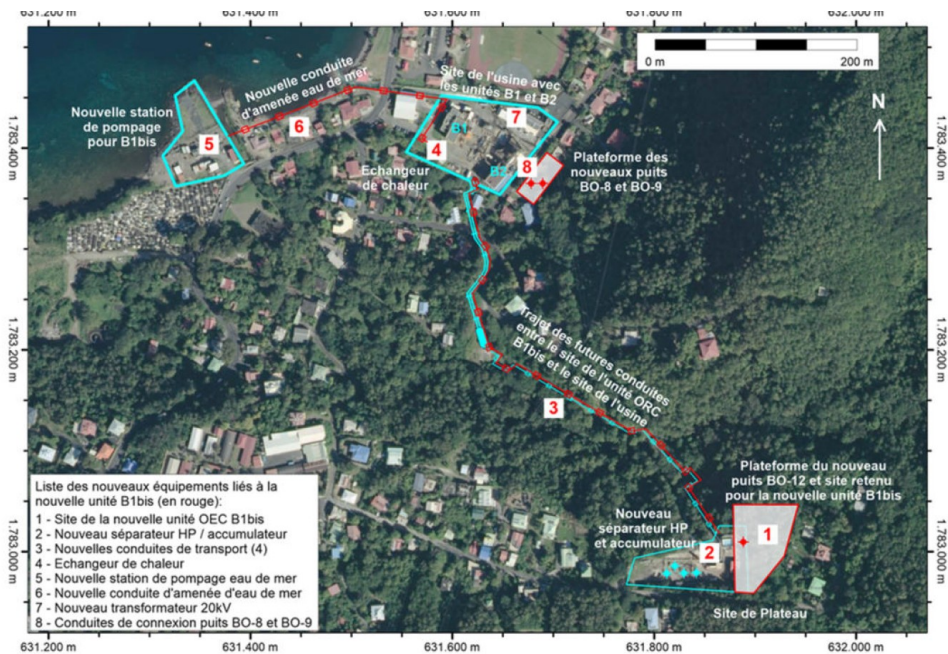 631.400 m
631.600 m
631.800 m
632.000 m
0 m
200 m
N
Nouvelle conduite
d'amenée eau de mer
Site de l'usine avec
les unités B1 et B2
Nouvelle station
de pompage
pour B1bis
5
6
7
B1
4
8
B2
Echangeur
de chaleur
Plateforme des
nouveaux puits
BO-8 et BO-9
1.783.400 m
1.783.400 m
Trajet des futures conduites
entre le site de l'unité ORC
B1bis et le site de l'usine
3
1.783.200 m
1.783.200 m
Plateforme du nouveau
puits BO-12 et site retenu
pour la nouvelle unité B1bis
Nouveau
séparateur HP
et accumulateur
2
1
Site de Plateau
1.783.000 m
1.783.000 m
Liste des nouveaux équipements liés à la
nouvelle unité B1bis (en rouge):
1 - Site de la nouvelle unité OEC B1bis
2 - Nouveau séparateur HP / accumulateur
3 - Nouvelles conduites de transport (4)
4 - Echangeur de chaleur
5 - Nouvelle station de pompage eau de mer
6 - Nouvelle conduite d'amenée d'eau de mer
7 - Nouveau transformateur 20kV
8 - Conduites de connexion puits BO-8 et BO-9
631.200 m
631.400 m
631.600 m
631.800 m
632.000 m